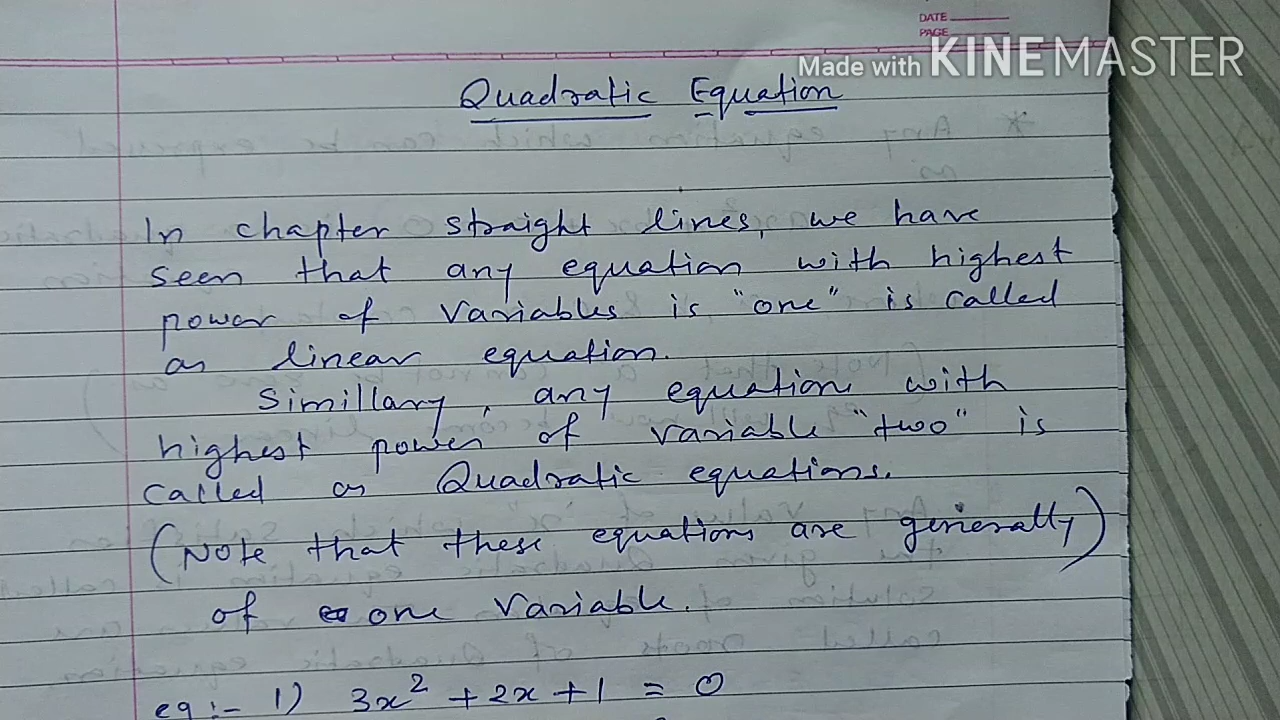 DATE
PAGE
Made with KINEMASTER
Quadratic Equation
In chapter straight lines, we have
seen that any equation with highest
power of variables is "one" is called
as linear equation.
Simillary, any equations with
highest power of variable "two" is
called as Quadratic equations.
(Note that these equations are generally)
of one variable.
eg :- 1) 3x² + 2x + 1 = 0